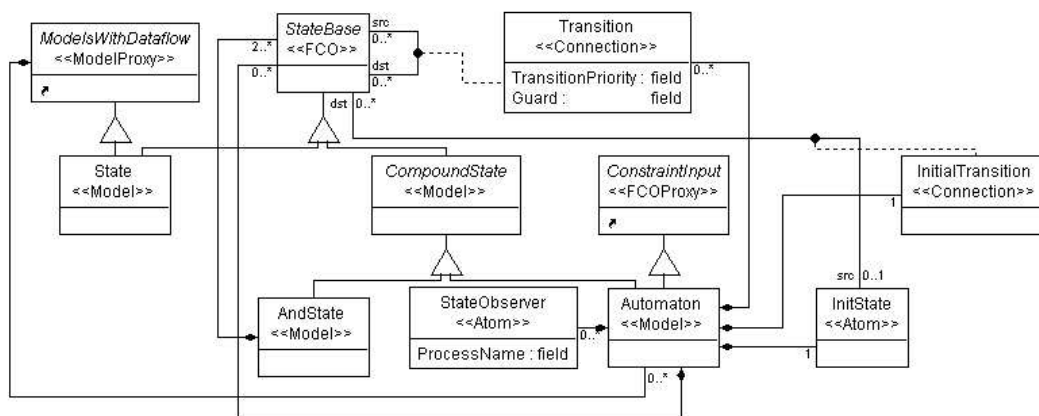 ModelsWithDataflow
<<ModelProxy>>
StateBase
<<FCO>>
src
0..*
dst
0..*
2..*
0..*
dst 0..*
Transition
<<Connection>>
TransitionPriority : field
Guard : field
0..*
State
<<Model>>
CompoundState
<<Model>>
ConstraintInput
<<FCOProxy>>
InitialTransition
<<Connection>>
1
AndState
<<Model>>
StateObserver
<<Atom>>
ProcessName : field
0..*
Automaton
<<Model>>
0..*
src 0..1
InitState
<<Atom>>
1